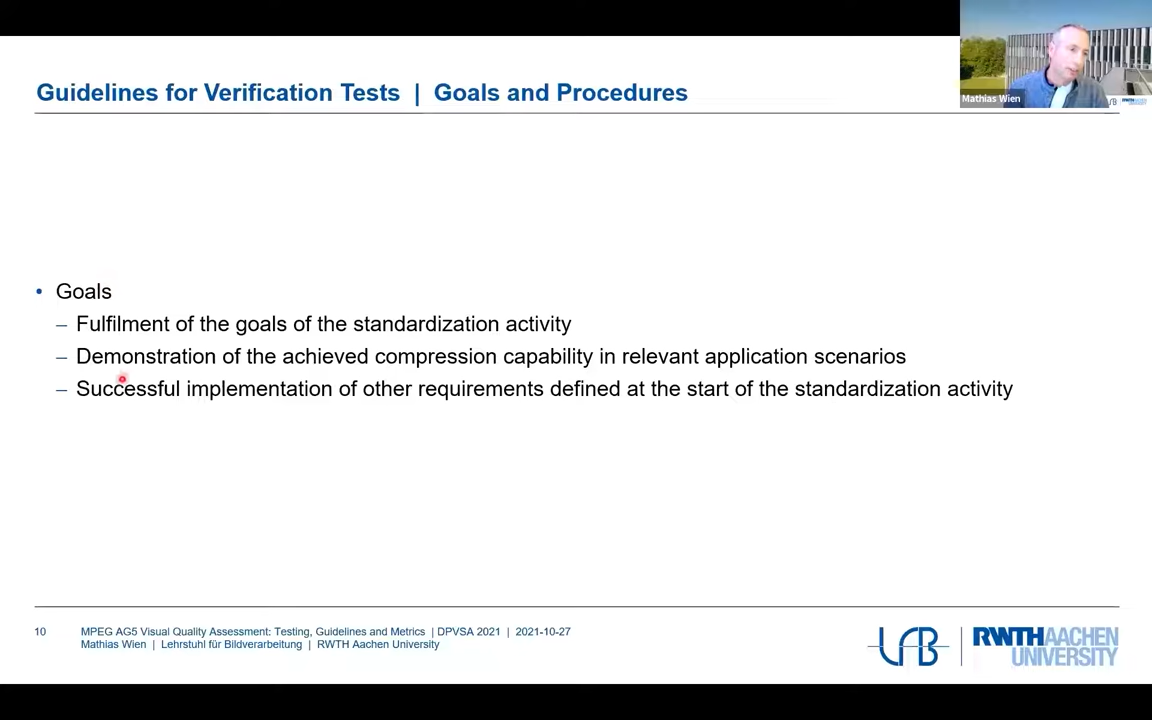 Guidelines for Verification Tests | Goals and Procedures
Mathias Wien
• Goals
– Fulfilment of the goals of the standardization activity
– Demonstration of the achieved compression capability in relevant application scenarios
– Successful implementation of other requirements defined at the start of the standardization activity
10
MPEG AG5 Visual Quality Assessment: Testing, Guidelines and Metrics | DPVSA 2021 | 2021-10-27
Mathias Wien | Lehrstuhl für Bildverarbeitung | RWTH Aachen University
LfB
RWTHAACHEN
UNIVERSITY